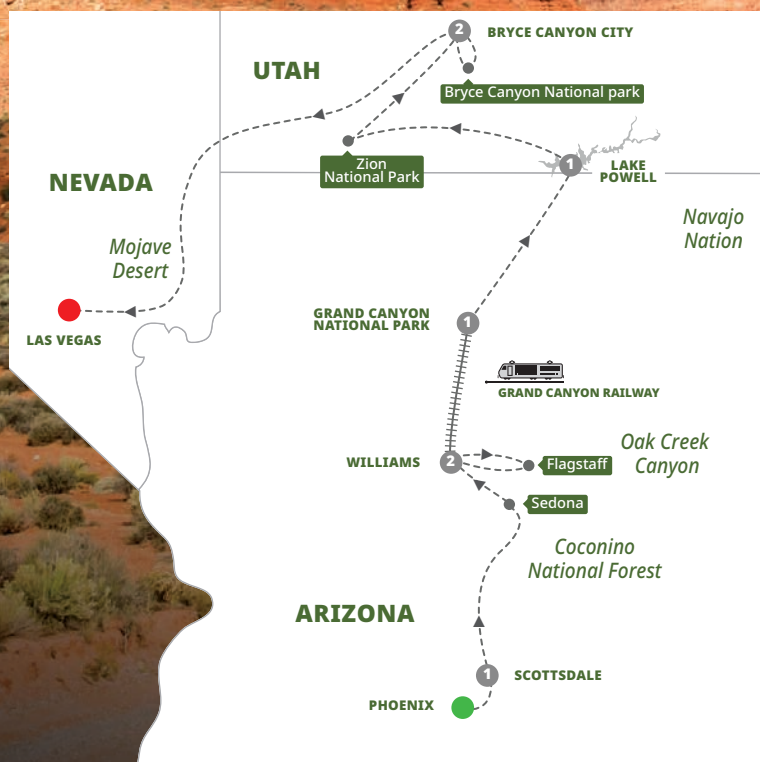 2
BRYCE CANYON CITY
UTAH
Bryce Canyon National park
Zion
National Park
1
LAKE
POWELL
NEVADA
Navajo
Nation
Mojave
Desert
GRAND CANYON
NATIONAL PARK
1
LAS VEGAS
GRAND CANYON RAILWAY
Oak Creek
Canyon
WILLIAMS
2
Flagstaff
Sedona
Coconino
National Forest
ARIZONA
1
SCOTTSDALE
PHOENIX